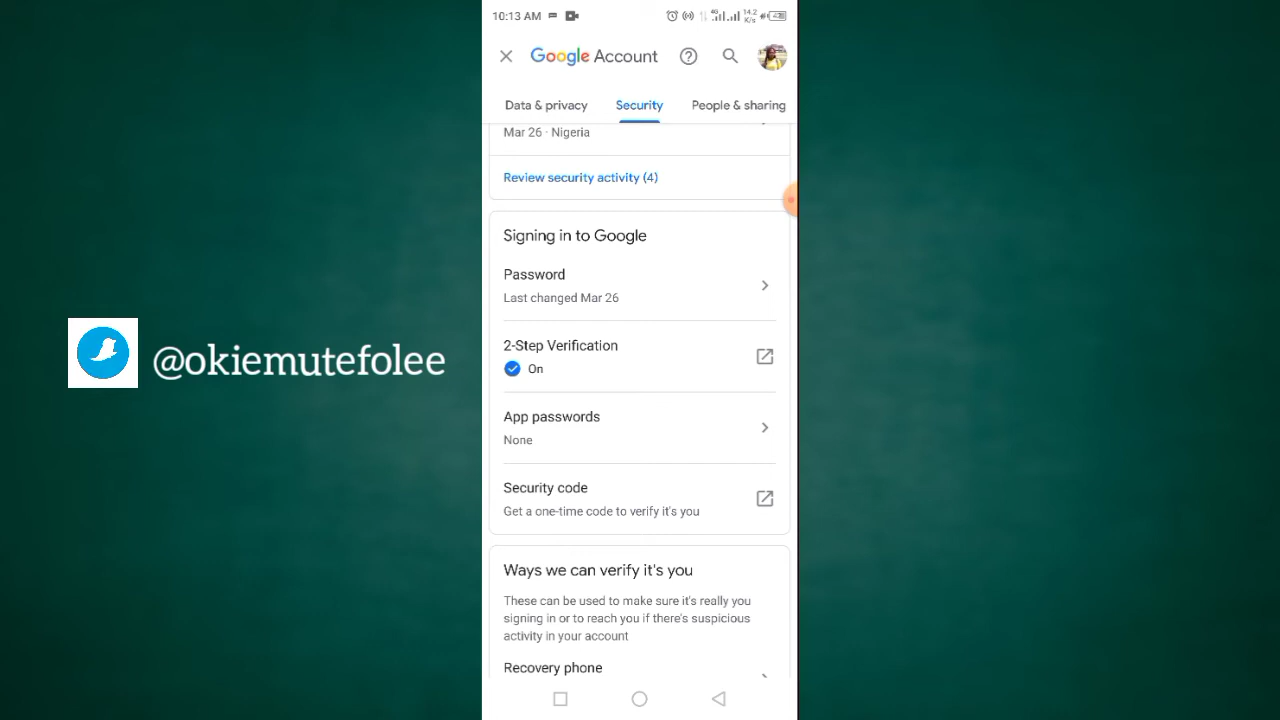 10:13 AM
4G
14.2
K/s
Google Account
Data & privacy
Security
People & sharing
Mar 26 · Nigeria
Review security activity (4)
Signing in to Google
Password
Last changed Mar 26
2-Step Verification
On
App passwords
None
Security code
Get a one-time code to verify it's you
Ways we can verify it's you
These can be used to make sure it's really you
signing in or to reach you if there's suspicious
activity in your account
Recovery phone
@okiemutefolee